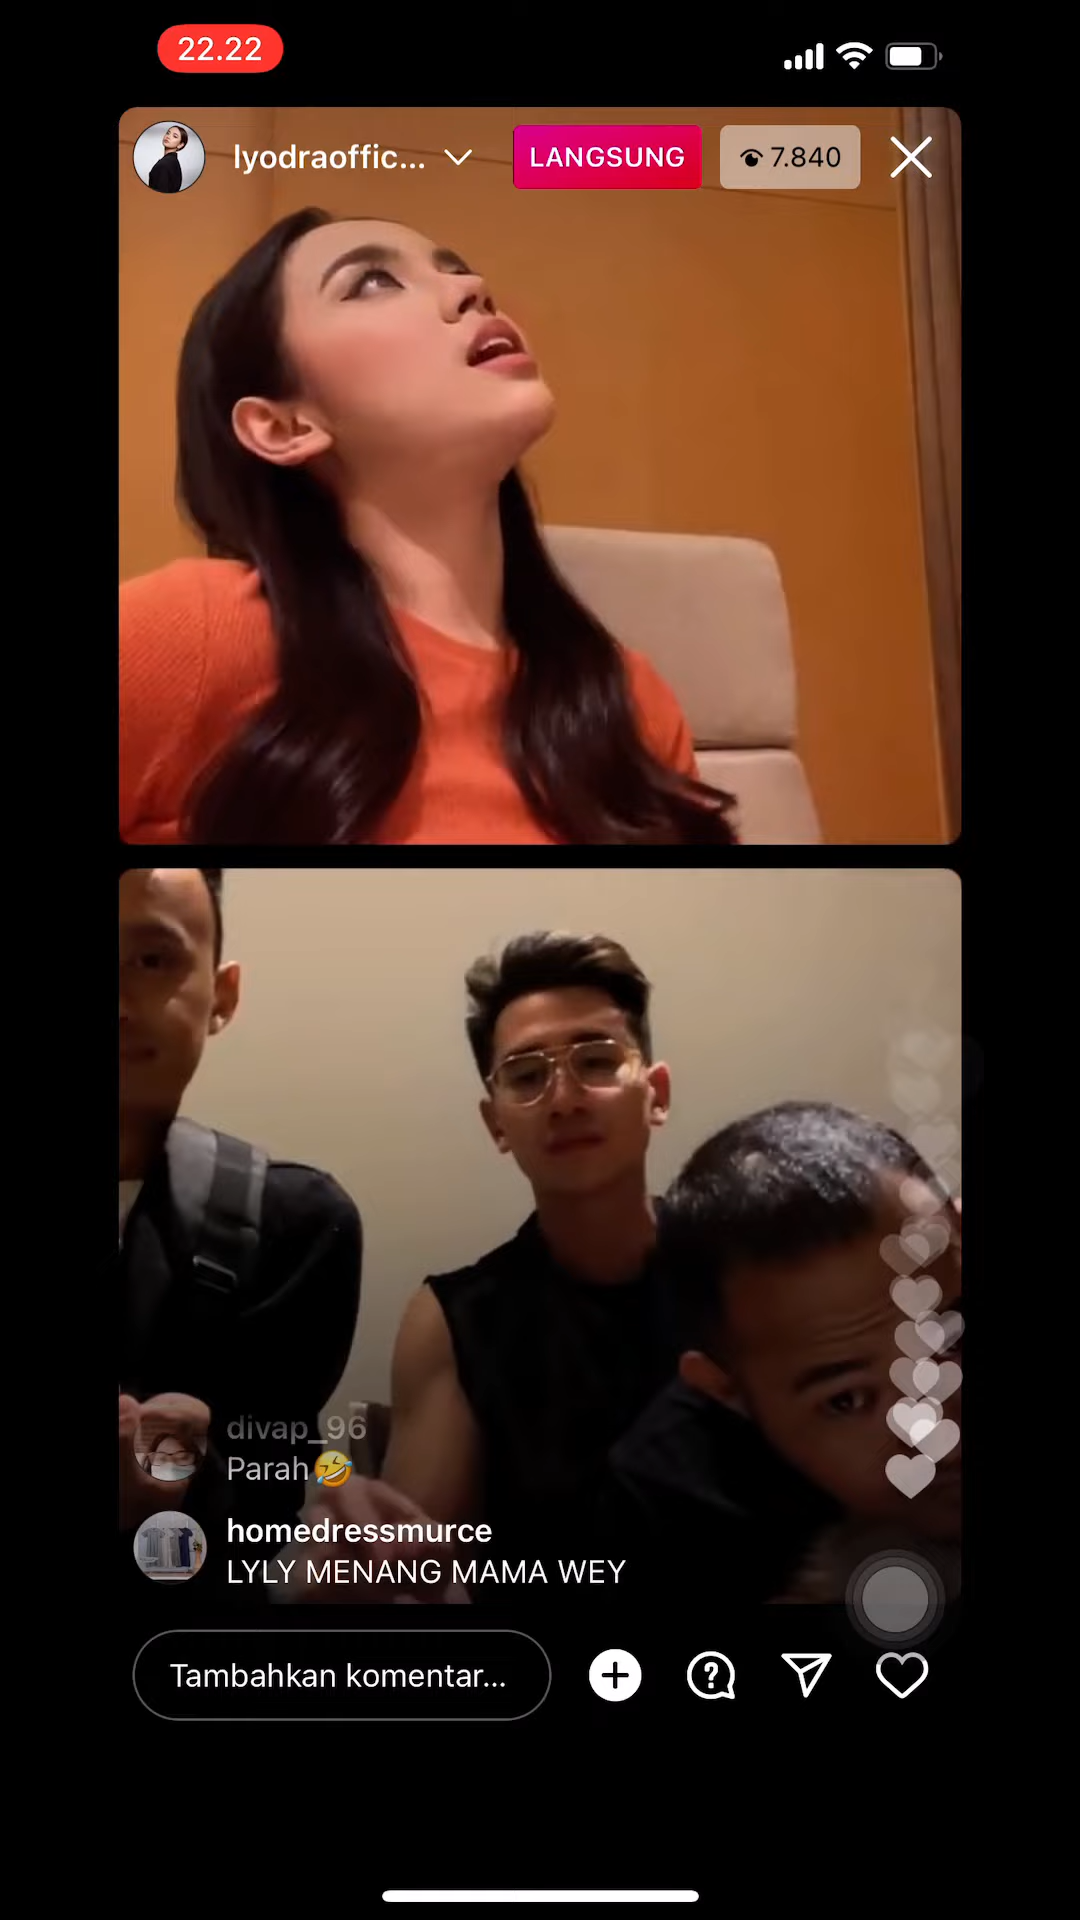 22.22
lyodraoffic...
LANGSUNG
7.840
divap_96
Parah🤣
homedressmurce
LYLY MENANG MAMA WEY
Tambahkan komentar...